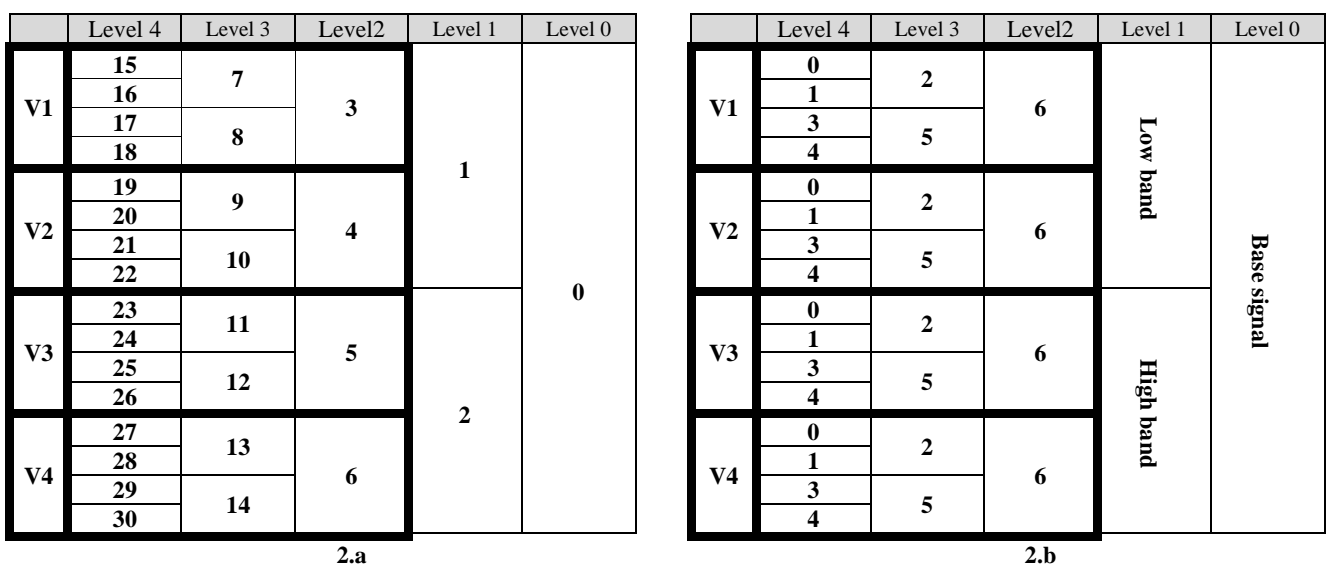 Level 4 Level 3 Level2 Level 1 Level 0
V1 15 7 3 1 0
16
17 8
18
V2 19 9 4
20
21 10
22
V3 23 11 5 2
24
25 12
26
V4 27 13 6
28
29 14
30
2.a
Level 4 Level 3 Level2 Level 1 Level 0
V1 0 2 6 Low band Base signal
1
3 5
4
V2 0 2 6
1
3 5
4
V3 0 2 6 High band
1
3 5
4
V4 0 2 6
1
3 5
4
2.b